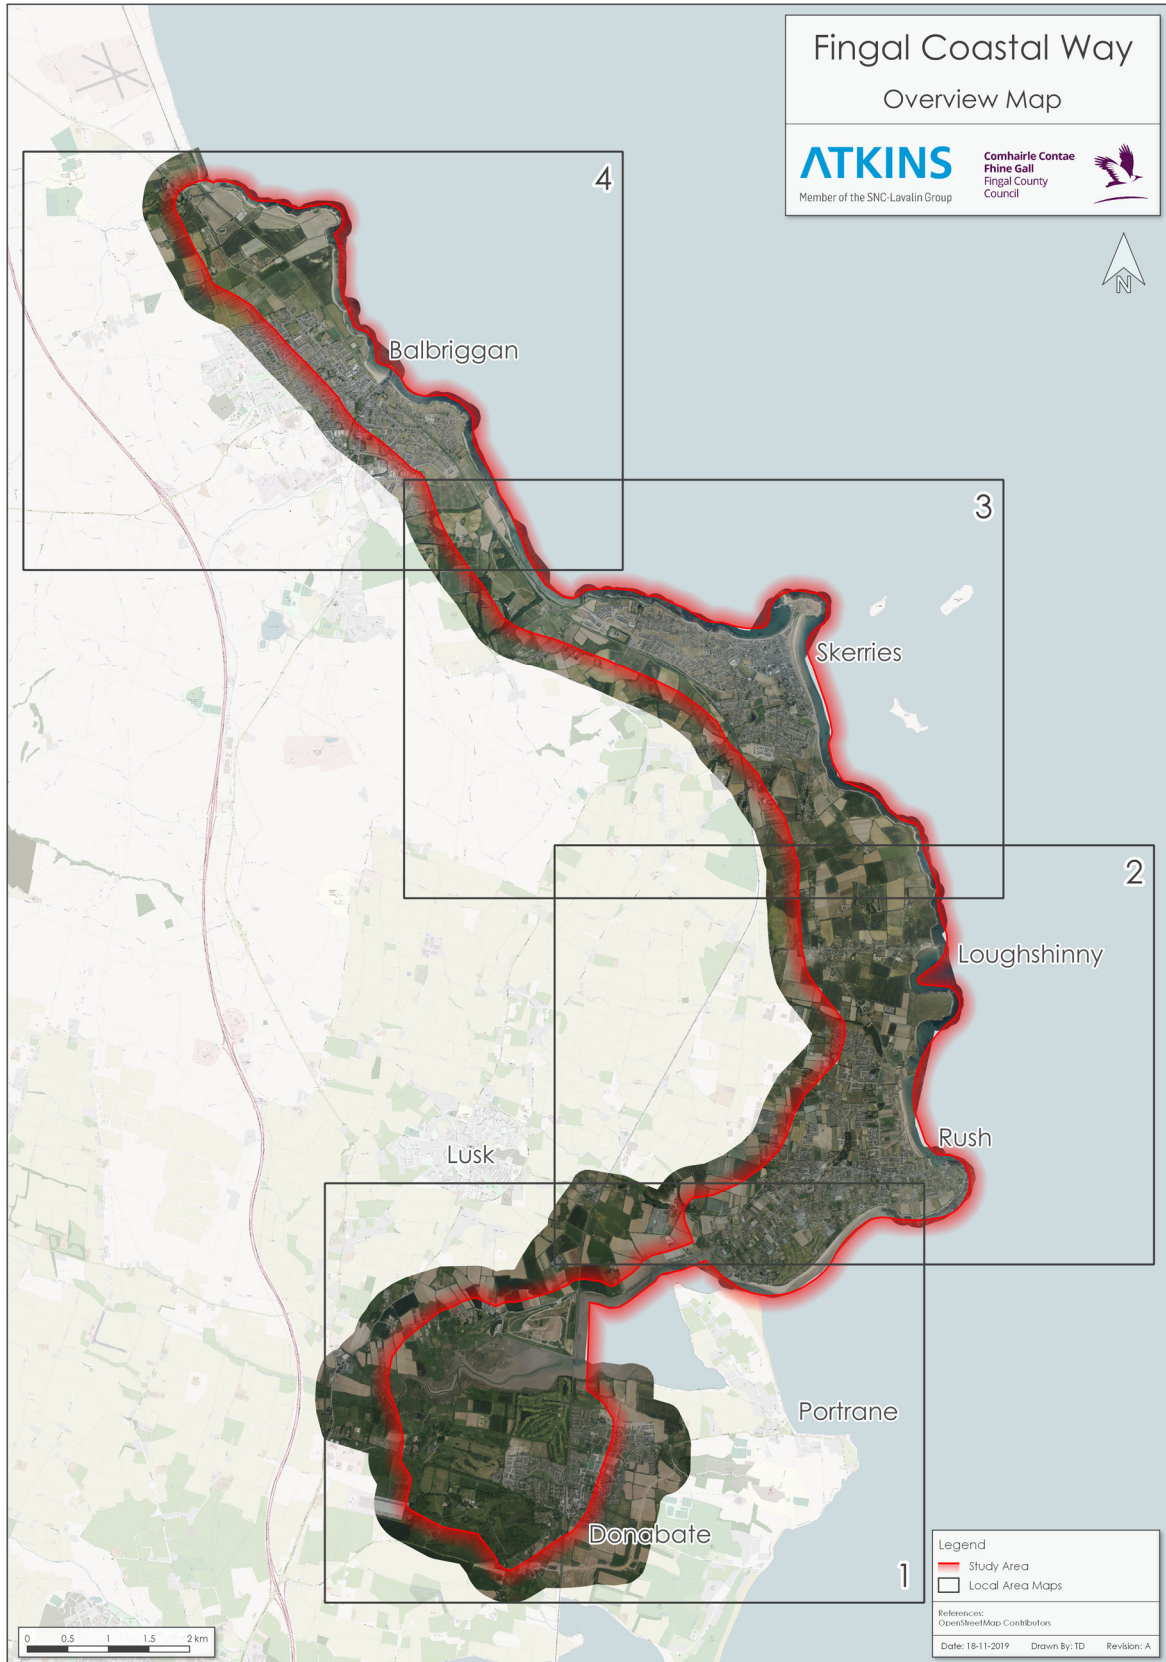 Fingal Coastal Way
Overview Map
ATKINS
Member of the SNC-Lavalin Group
Comhairle Contae
Fhine Gall
Fingal County
Council
N
4
Balbriggan
3
Skerries
2
Loughshinny
Rush
Lusk
Portrane
Donabate
1
Legend
Study Area
Local Area Maps
References:
OpenStreetMap Contributors
Date: 18-11-2019 Drawn By: TD Revision: A
0 0.5 1 1.5 2 km